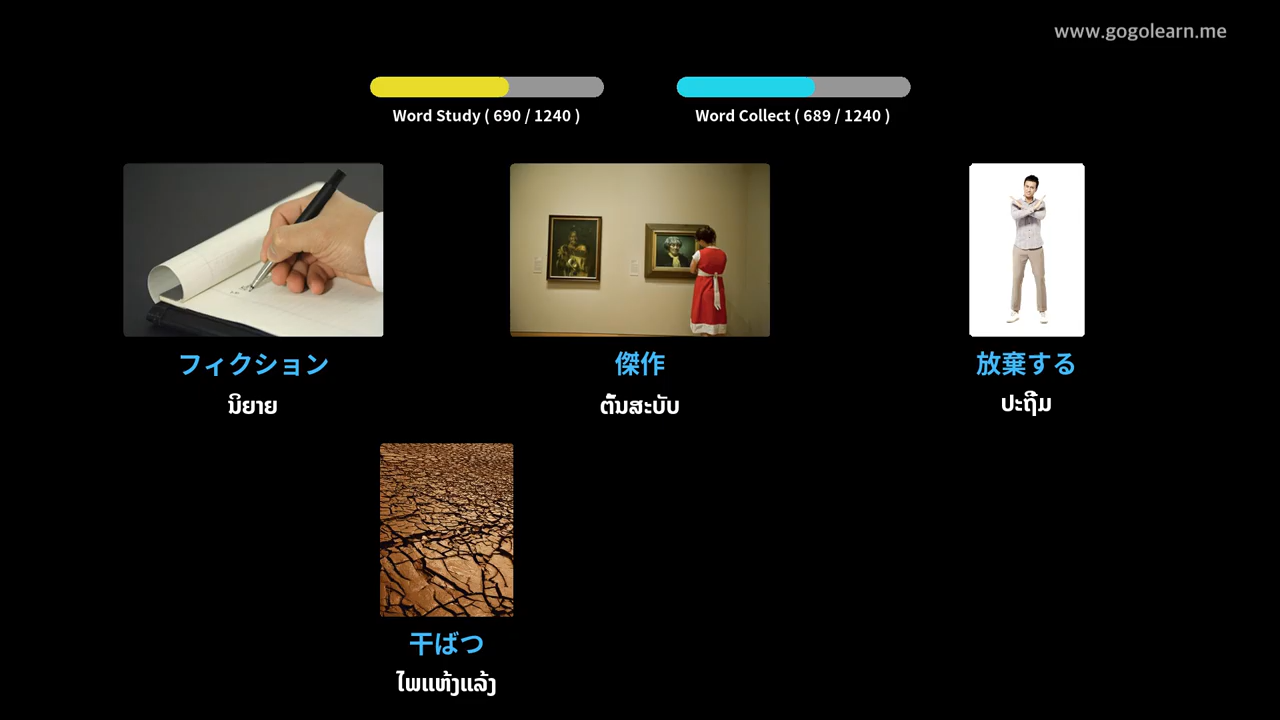 www.gogolearn.me
Word Study ( 690 / 1240 )
Word Collect ( 689 / 1240 )
フィクション
ນິຍາຍ
傑作
ຕົ້ນສະບັບ
放棄する
ປະຖິ້ມ
干ばつ
ໄພແຫ້ງແລ້ງ